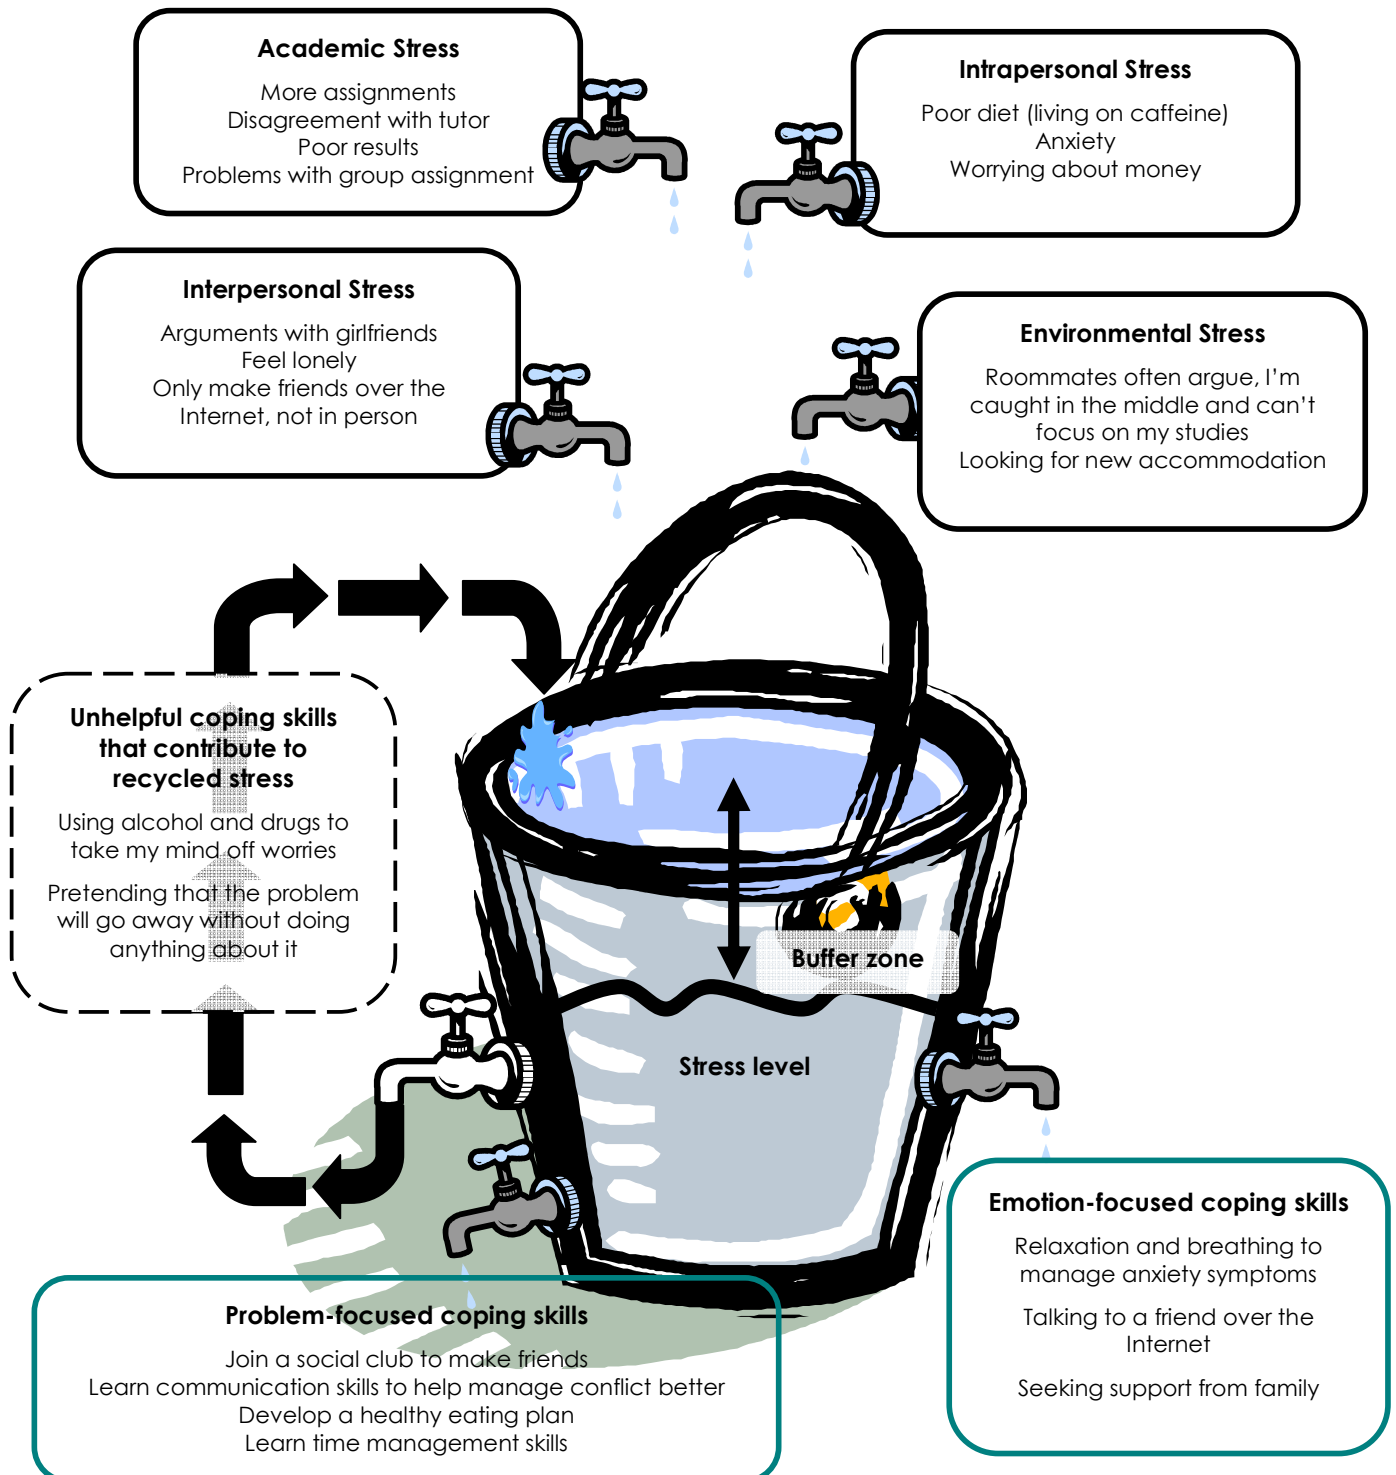 Academic Stress
More assignments
Disagreement with tutor
Poor results
Problems with group assignment
Intrapersonal Stress
Poor diet (living on caffeine)
Anxiety
Worrying about money
Interpersonal Stress
Arguments with girlfriends
Feel lonely
Only make friends over the
Internet, not in person
Environmental Stress
Roommates often argue, I’m
caught in the middle and can’t
focus on my studies
Looking for new accommodation
Unhelpful coping skills
that contribute to
recycled stress
Using alcohol and drugs to
take my mind off worries
Pretending that the problem
will go away without doing
anything about it
Buffer zone
Stress level
Emotion-focused coping skills
Relaxation and breathing to
manage anxiety symptoms
Talking to a friend over the
Internet
Seeking support from family
Problem-focused coping skills
Join a social club to make friends
Learn communication skills to help manage conflict better
Develop a healthy eating plan
Learn time management skills